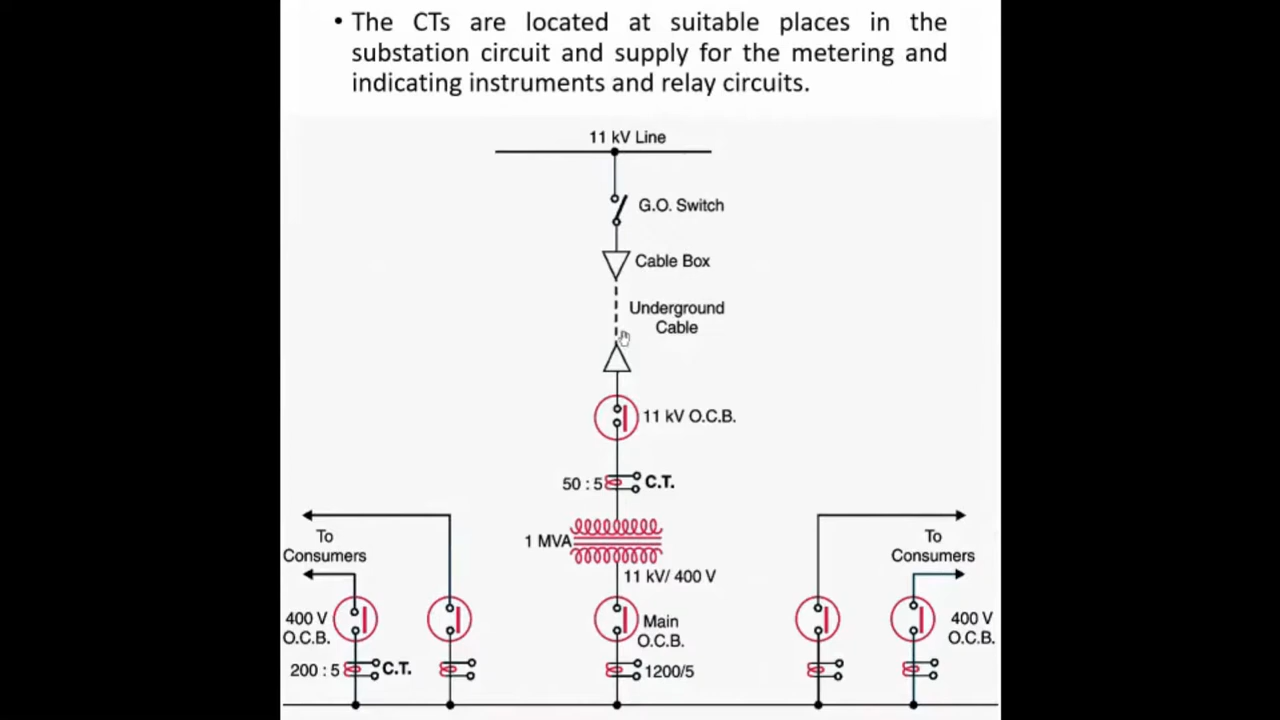 • The CTs are located at suitable places in the
substation circuit and supply for the metering and
indicating instruments and relay circuits.
11 kV Line
G.O. Switch
Cable Box
Underground
Cable
11 kV O.C.B.
50 : 5 C.T.
1 MVA
11 kV/ 400 V
To
Consumers
To
Consumers
400 V
O.C.B.
Main
O.C.B.
400 V
O.C.B.
200 : 5 C.T.
1200/5